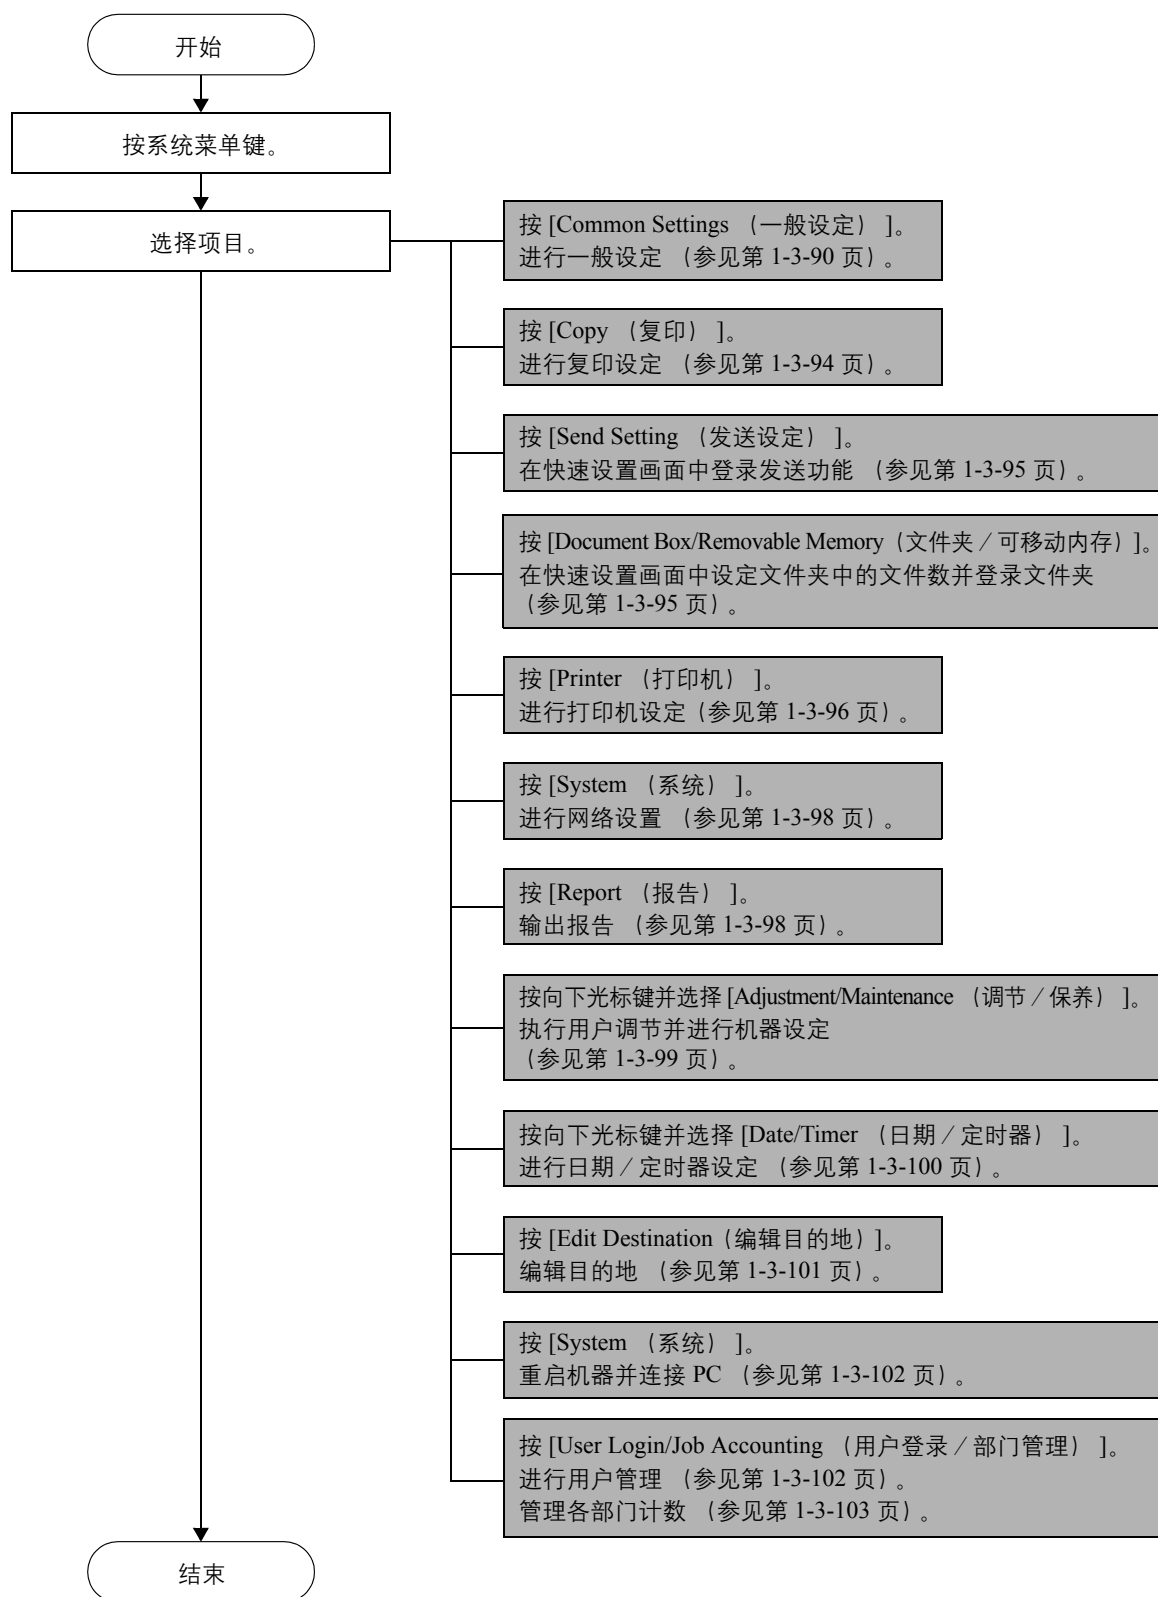 开始
按系统菜单键。
选择项目。
按 [Common Settings （一般设定） ]。
进行一般设定 （参见第 1-3-90 页）。
按 [Copy （复印） ]。
进行复印设定 （参见第 1-3-94 页）。
按 [Send Setting （发送设定） ]。
在快速设置画面中登录发送功能 （参见第 1-3-95 页）。
按 [Document Box/Removable Memory（文件夹／可移动内存）]。
在快速设置画面中设定文件夹中的文件数并登录文件夹
（参见第 1-3-95 页）。
按 [Printer （打印机） ]。
进行打印机设定（参见第 1-3-96 页）。
按 [System （系统） ]。
进行网络设置 （参见第 1-3-98 页）。
按 [Report （报告） ]。
输出报告 （参见第 1-3-98 页）。
按向下光标键并选择 [Adjustment/Maintenance （调节／保养） ]。
执行用户调节并进行机器设定
（参见第 1-3-99 页）。
按向下光标键并选择 [Date/Timer （日期／定时器） ]。
进行日期／定时器设定 （参见第 1-3-100 页）。
按 [Edit Destination（编辑目的地）]。
编辑目的地 （参见第 1-3-101 页）。
按 [System （系统） ]。
重启机器并连接 PC （参见第 1-3-102 页）。
按 [User Login/Job Accounting （用户登录／部门管理） ]。
进行用户管理 （参见第 1-3-102 页）。
管理各部门计数 （参见第 1-3-103 页）。
结束